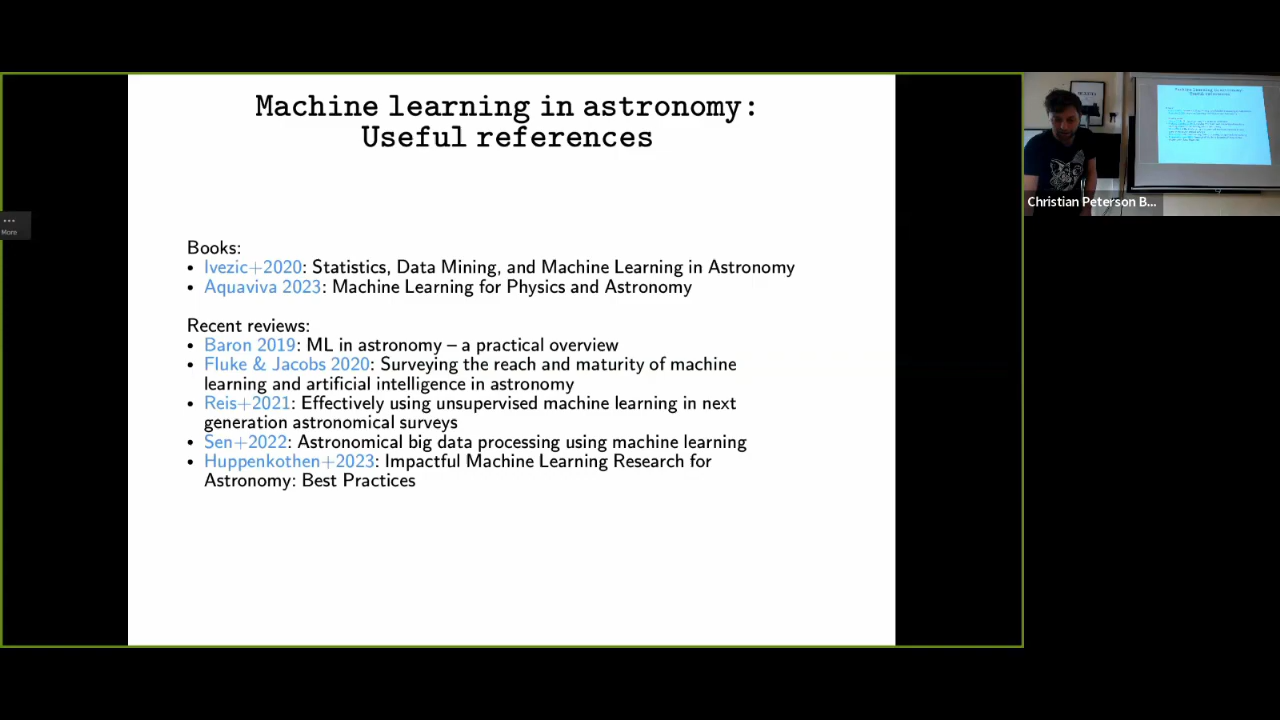 Machine learning in astronomy:
Useful references
Books:
• Ivezic+2020: Statistics, Data Mining, and Machine Learning in Astronomy
• Aquaviva 2023: Machine Learning for Physics and Astronomy
Recent reviews:
• Baron 2019: ML in astronomy – a practical overview
• Fluke & Jacobs 2020: Surveying the reach and maturity of machine
learning and artificial intelligence in astronomy
• Reis+2021: Effectively using unsupervised machine learning in next
generation astronomical surveys
• Sen+2022: Astronomical big data processing using machine learning
• Huppenkothen+2023: Impactful Machine Learning Research for
Astronomy: Best Practices
••• 
More
Christian Peterson B...